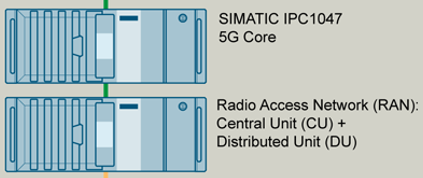 SIMATIC IPC1047
5G Core
Radio Access Network (RAN):
Central Unit (CU) +
Distributed Unit (DU)